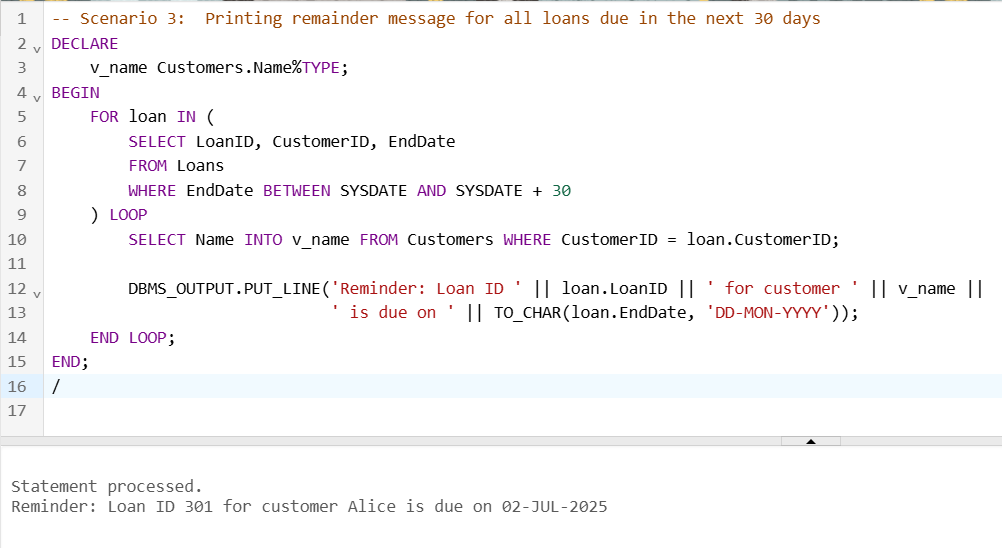 1 -- Scenario 3:  Printing remainder message for all loans due in the next 30 days
2 DECLARE
3     v_name Customers.Name%TYPE;
4 BEGIN
5     FOR loan IN (
6         SELECT LoanID, CustomerID, EndDate
7         FROM Loans
8         WHERE EndDate BETWEEN SYSDATE AND SYSDATE + 30
9     ) LOOP
10         SELECT Name INTO v_name FROM Customers WHERE CustomerID = loan.CustomerID;
11
12         DBMS_OUTPUT.PUT_LINE('Reminder: Loan ID ' || loan.LoanID || ' for customer ' || v_name ||
13                              ' is due on ' || TO_CHAR(loan.EndDate, 'DD-MON-YYYY'));
14     END LOOP;
15 END;
16 /
17
Statement processed.
Reminder: Loan ID 301 for customer Alice is due on 02-JUL-2025